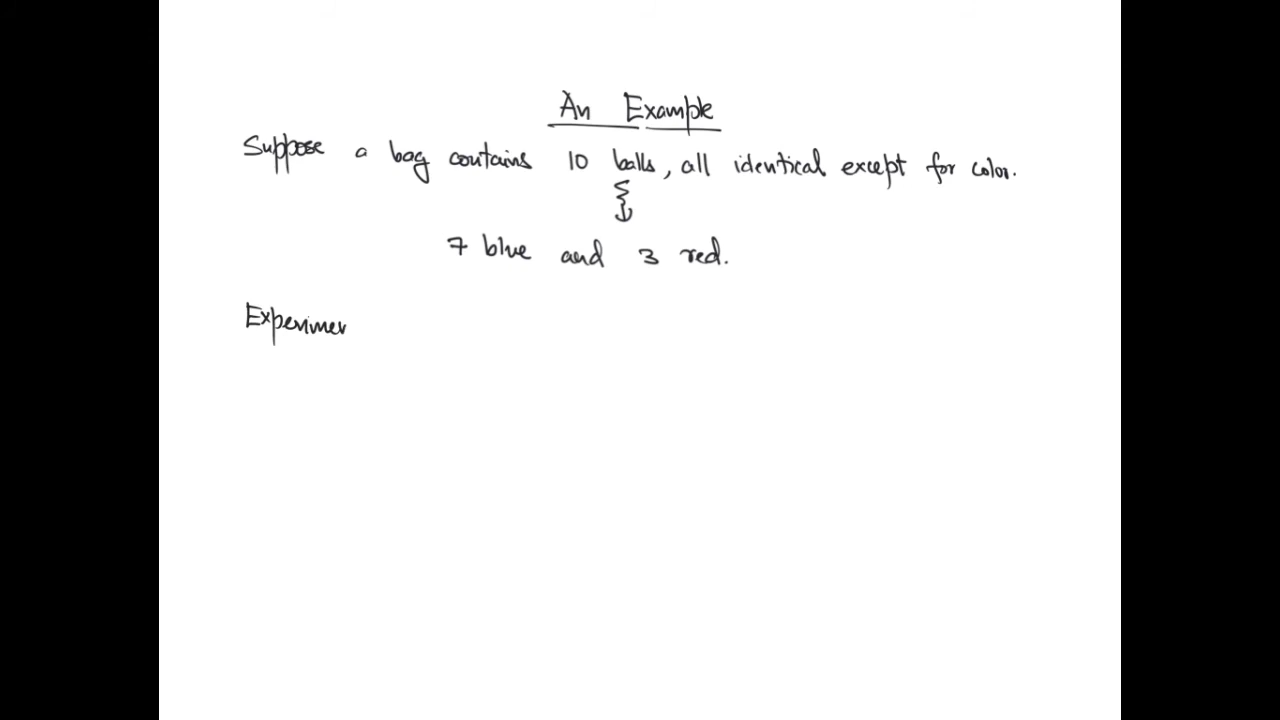 An Example
Suppose a bag contains 10 balls, all identical except for color.
7 blue and 3 red.
Experimen